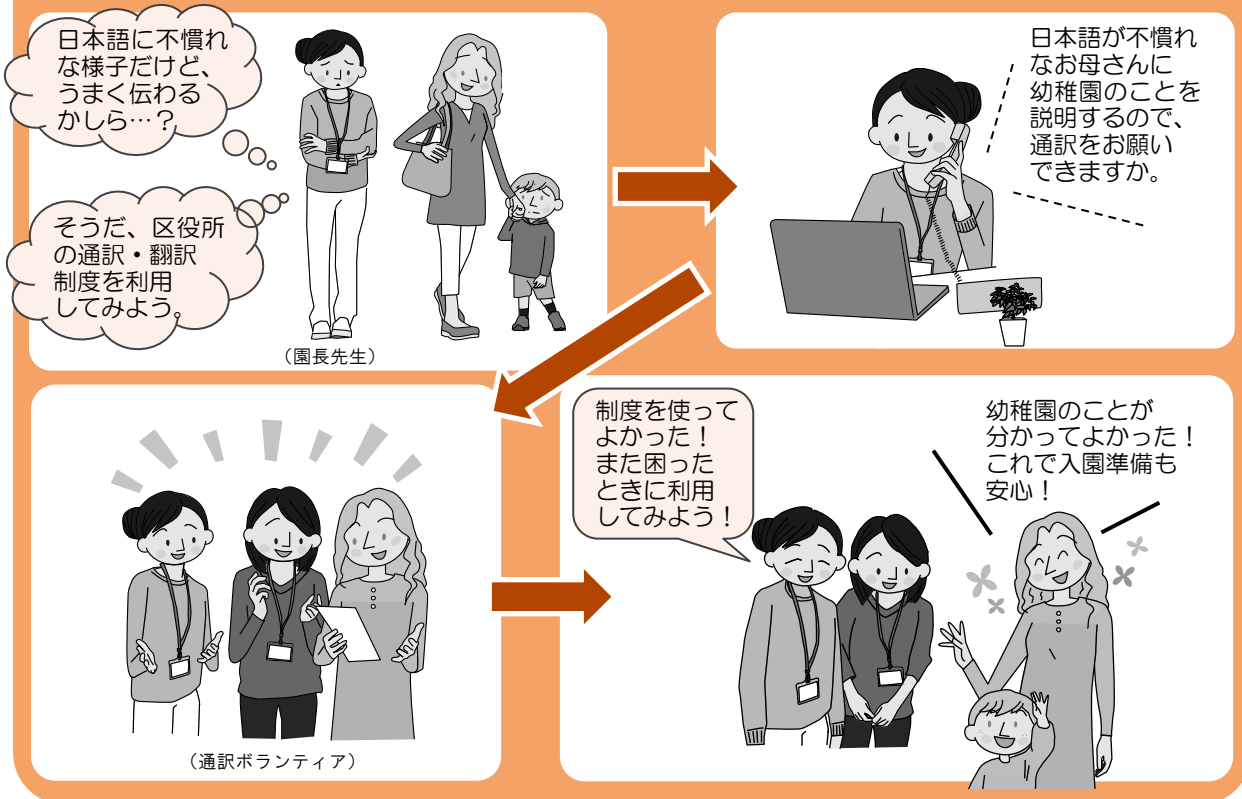 日本語に不慣れ
な様子だけど、
うまく伝わる
かしら…？
そうだ、区役所
の通訳・翻訳
制度を利用
してみよう。
（園長先生）
日本語が不慣れ
なお母さんに
幼稚園のことを
説明するので、
通訳をお願い
できますか。
（通訳ボランティア）
制度を使って
よかった！
また困った
ときに利用
してみよう！
幼稚園のことが
分かってよかった！
これで入園準備も
安心！